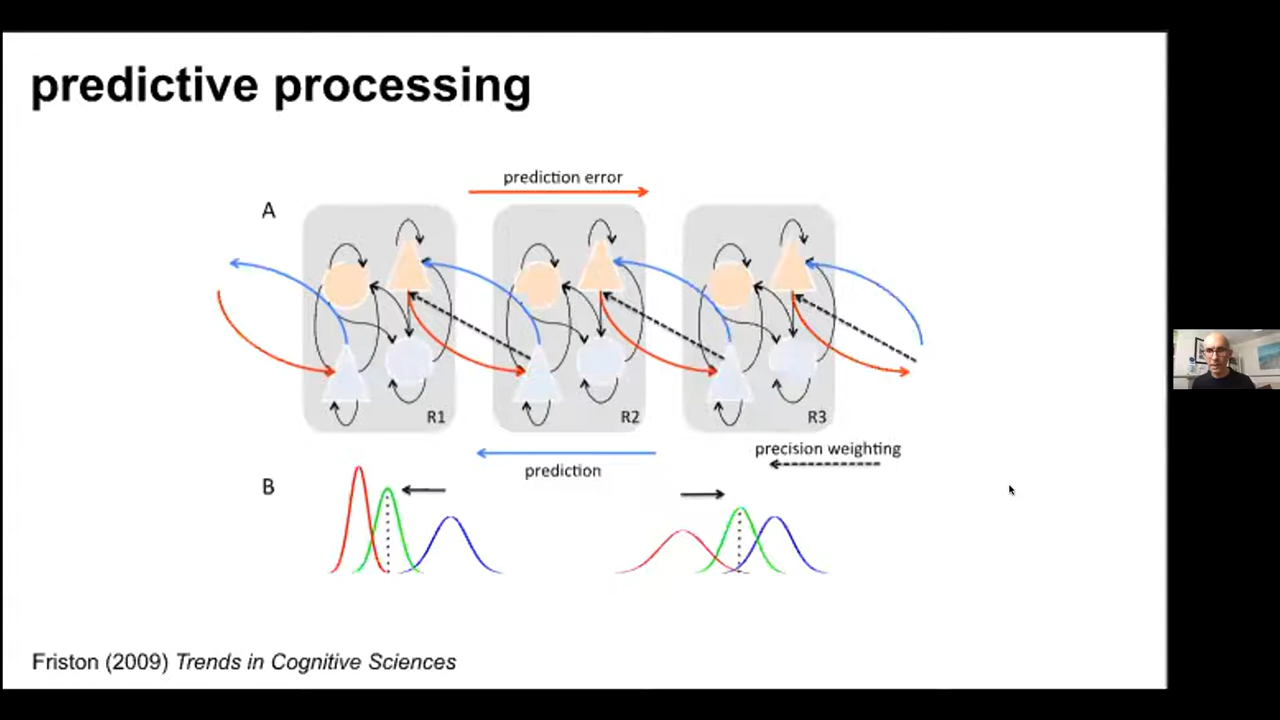 predictive processing
prediction error
A
R1
R2
R3
precision weighting
prediction
B
Friston (2009) Trends in Cognitive Sciences